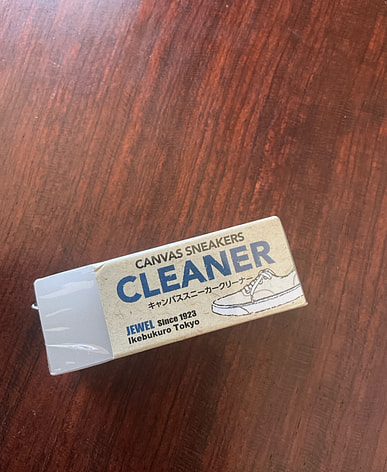 CANVAS SNEAKERS
CLEANER
キャンパススニーカークリーナー
JEWEL Since 1923
Ikebukuro Tokyo